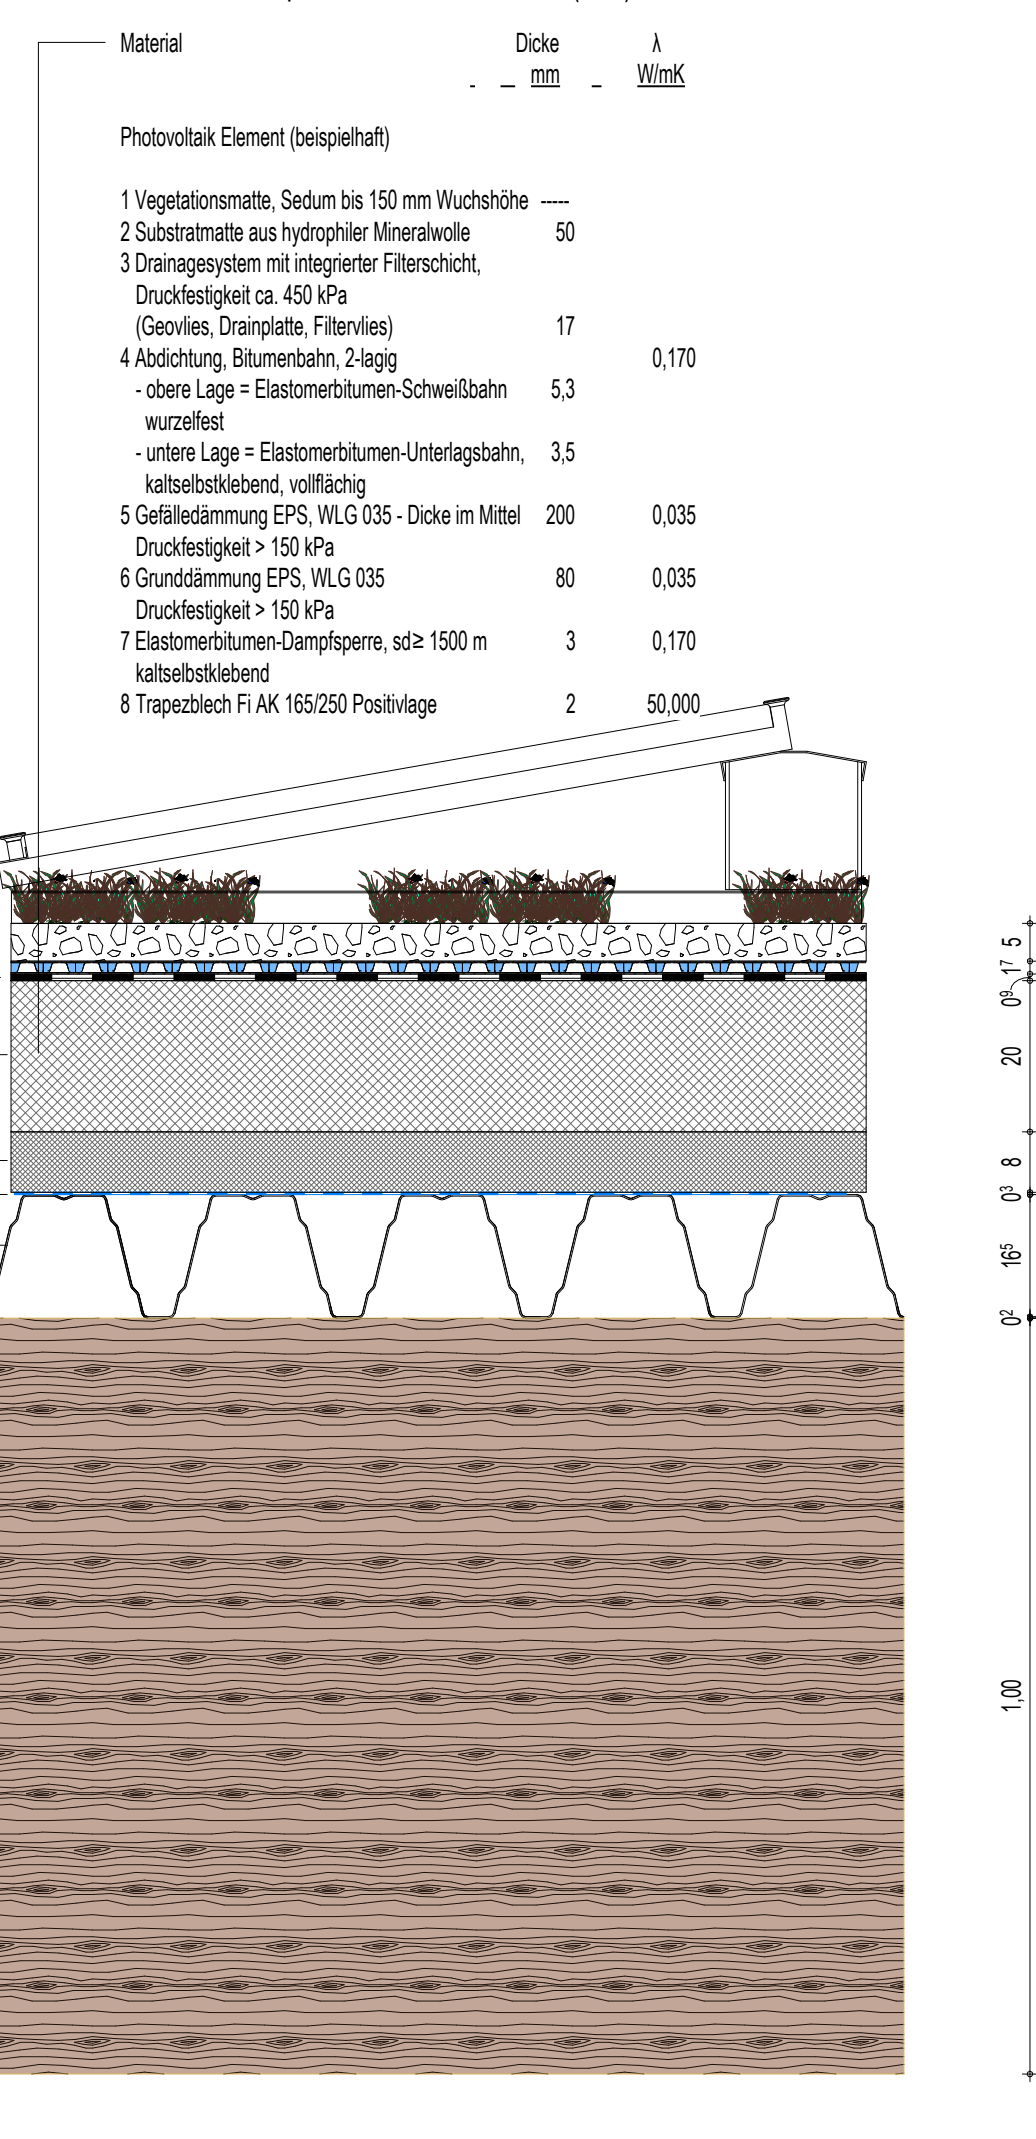 Material Dicke λ
mm W/mK
Photovoltaik Element (beispielhaft)
1 Vegetationsmatte, Sedum bis 150 mm Wuchshöhe -----
2 Substratmatte aus hydrophiler Mineralwolle 50
3 Drainagesystem mit integrierter Filterschicht,
Druckfestigkeit ca. 450 kPa
(Geovlies, Drainplatte, Filtervlies) 17
4 Abdichtung, Bitumenbahn, 2-lagig 0,170
- obere Lage = Elastomerbitumen-Schweißbahn 5,3
wurzelfest
- untere Lage = Elastomerbitumen-Unterlagsbahn, 3,5
kaltselbstklebend, vollflächig
5 Gefälledämmung EPS, WLG 035 - Dicke im Mittel 200 0,035
Druckfestigkeit > 150 kPa
6 Grunddämmung EPS, WLG 035 80 0,035
Druckfestigkeit > 150 kPa
7 Elastomerbitumen-Dampfsperre, sd≥ 1500 m 3 0,170
kaltselbstklebend
8 Trapezblech Fi AK 165/250 Positivlage 2 50,000
5
1⁷
0⁹
20
8
0³
16⁵
0²
1,00